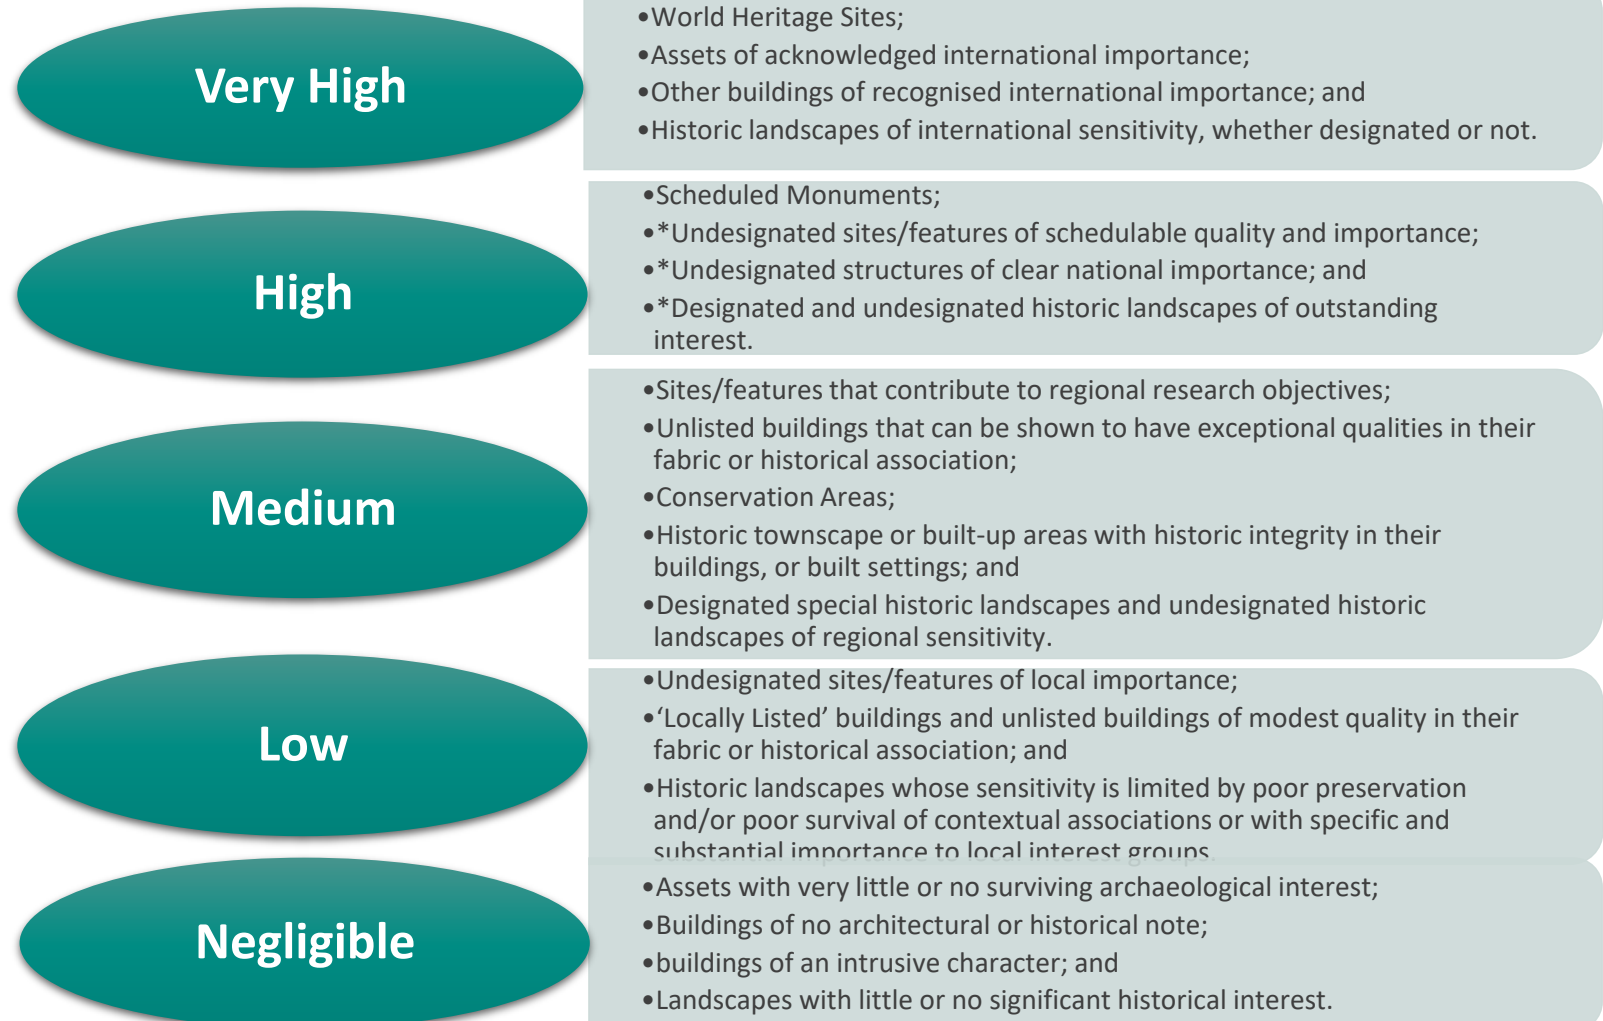 Very High
•World Heritage Sites;
•Assets of acknowledged international importance;
•Other buildings of recognised international importance; and
•Historic landscapes of international sensitivity, whether designated or not.
High
•Scheduled Monuments;
•*Undesignated sites/features of schedulable quality and importance;
•*Undesignated structures of clear national importance; and
•*Designated and undesignated historic landscapes of outstanding
interest.
Medium
•Sites/features that contribute to regional research objectives;
•Unlisted buildings that can be shown to have exceptional qualities in their
fabric or historical association;
•Conservation Areas;
•Historic townscape or built-up areas with historic integrity in their
buildings, or built settings; and
•Designated special historic landscapes and undesignated historic
landscapes of regional sensitivity.
Low
•Undesignated sites/features of local importance;
•‘Locally Listed’ buildings and unlisted buildings of modest quality in their
fabric or historical association; and
•Historic landscapes whose sensitivity is limited by poor preservation
and/or poor survival of contextual associations or with specific and
substantial importance to local interest groups.
Negligible
•Assets with very little or no surviving archaeological interest;
•Buildings of no architectural or historical note;
•buildings of an intrusive character; and
•Landscapes with little or no significant historical interest.